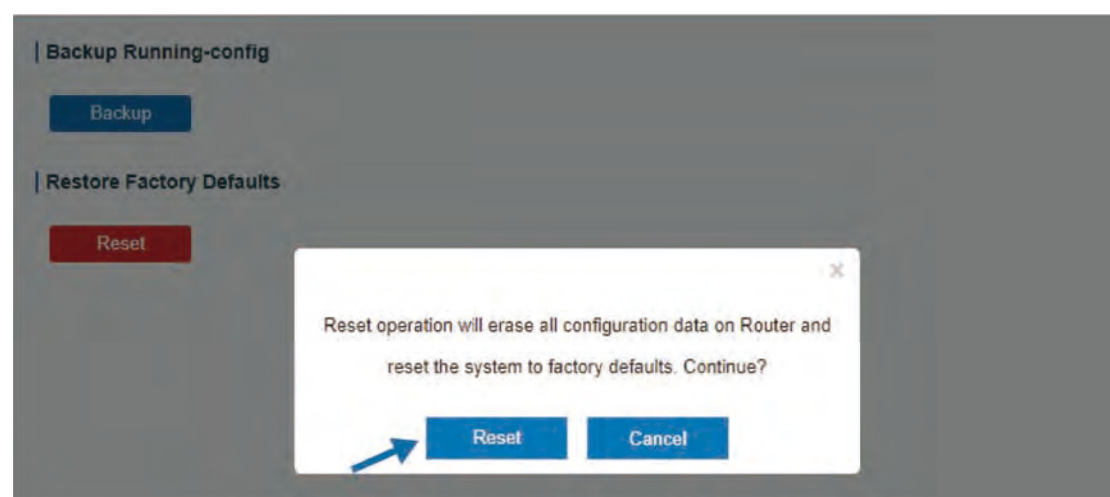 Backup Running-config
Backup
Restore Factory Defaults
Reset
Reset operation will erase all configuration data on Router and
reset the system to factory defaults. Continue?
Reset Cancel